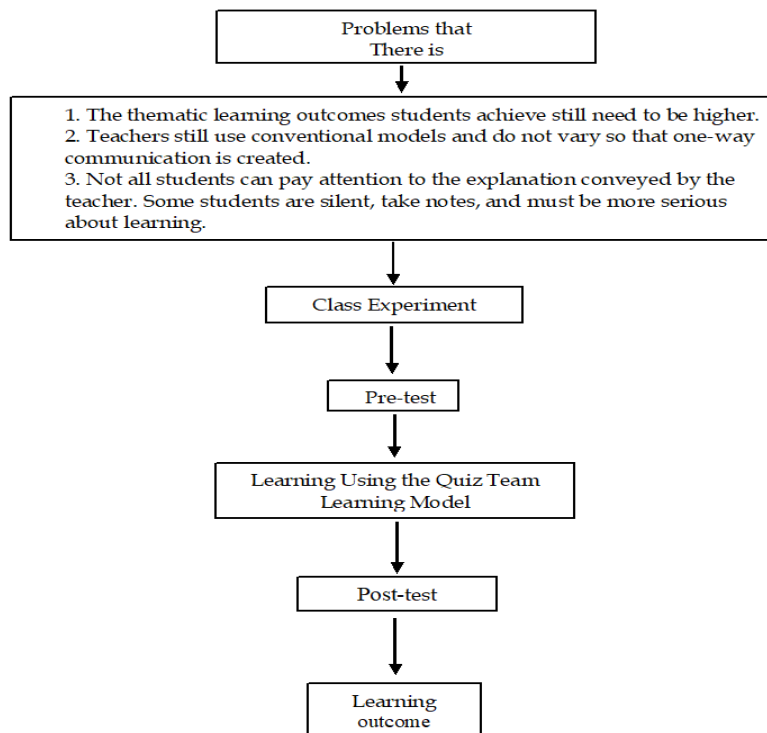 Problems that
There is
1. The thematic learning outcomes students achieve still need to be higher.
2. Teachers still use conventional models and do not vary so that one-way
communication is created.
3. Not all students can pay attention to the explanation conveyed by the
teacher. Some students are silent, take notes, and must be more serious
about learning.
Class Experiment
Pre-test
Learning Using the Quiz Team
Learning Model
Post-test
Learning
outcome